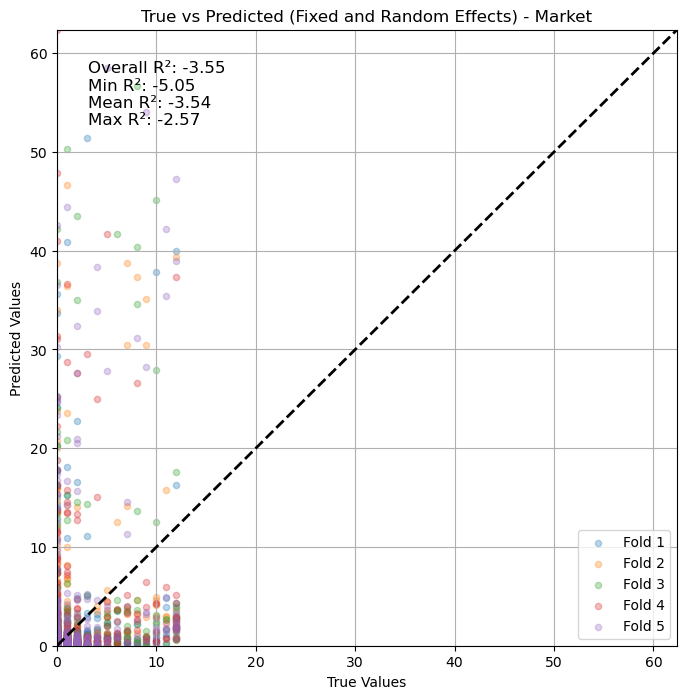 True vs Predicted (Fixed and Random Effects) - Market
Overall R²: -3.55
Min R²: -5.05
Mean R²: -3.54
Max R²: -2.57
60
50
40
30
20
10
0
Predicted Values
0 10 20 30 40 50 60
True Values
Fold 1
Fold 2
Fold 3
Fold 4
Fold 5